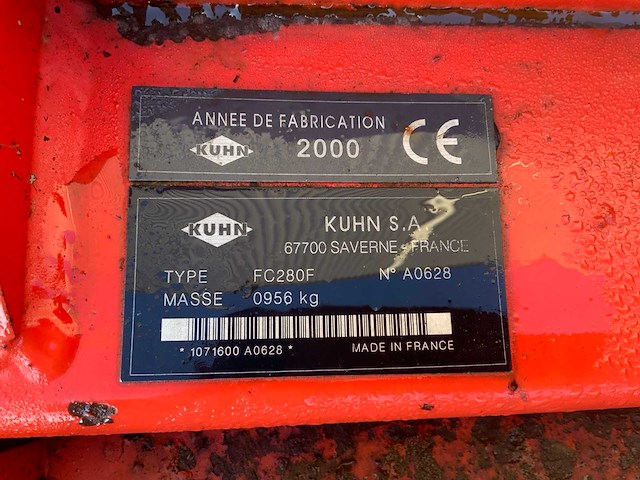 ANNEE DE FABRICATION
KUHN 2000 CE
KUHN KUHN S.A.
67700 SAVERNE - FRANCE
TYPE FC280F N° A0628
MASSE 0956 kg
* 1071600 A0628 * MADE IN FRANCE